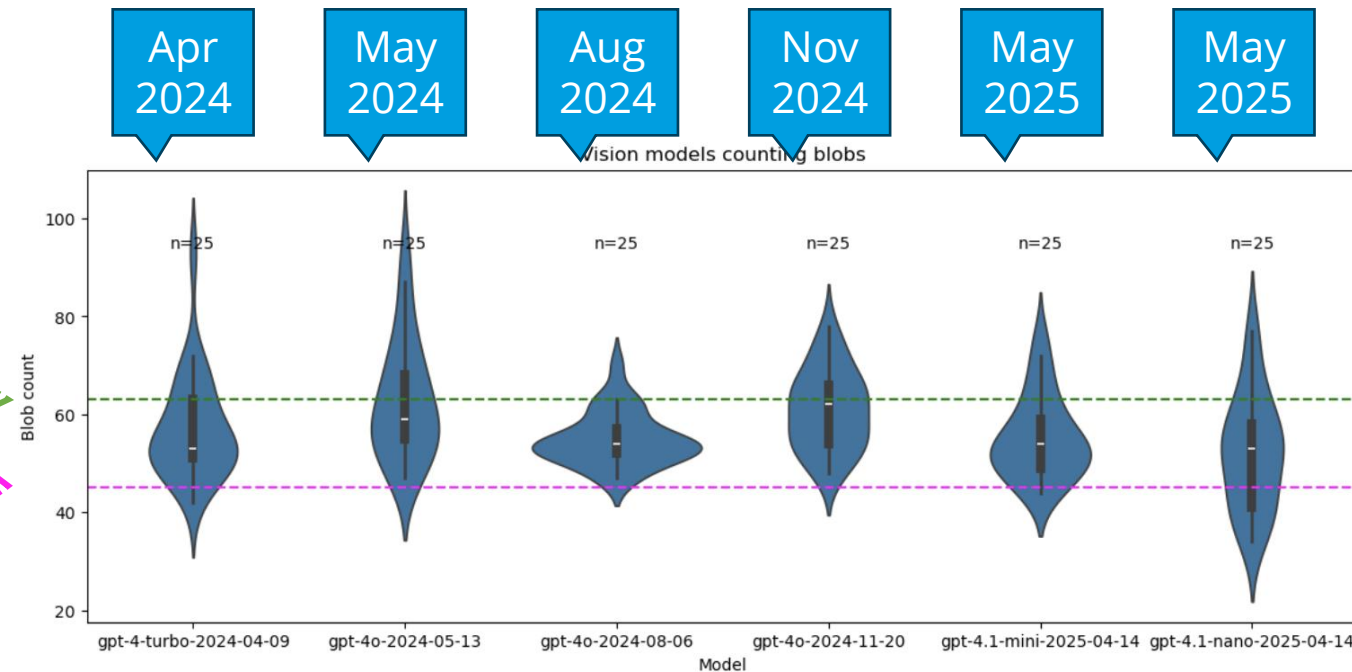 Apr
2024
May
2024
Aug
2024
Nov
2024
May
2025
May
2025
Vision models counting blobs
100
80
60
40
20
Blob count
n=25
n=25
n=25
n=25
n=25
n=25
gpt-4-turbo-2024-04-09
gpt-4o-2024-05-13
gpt-4o-2024-08-06
gpt-4o-2024-11-20
gpt-4.1-mini-2025-04-14
gpt-4.1-nano-2025-04-14
Model